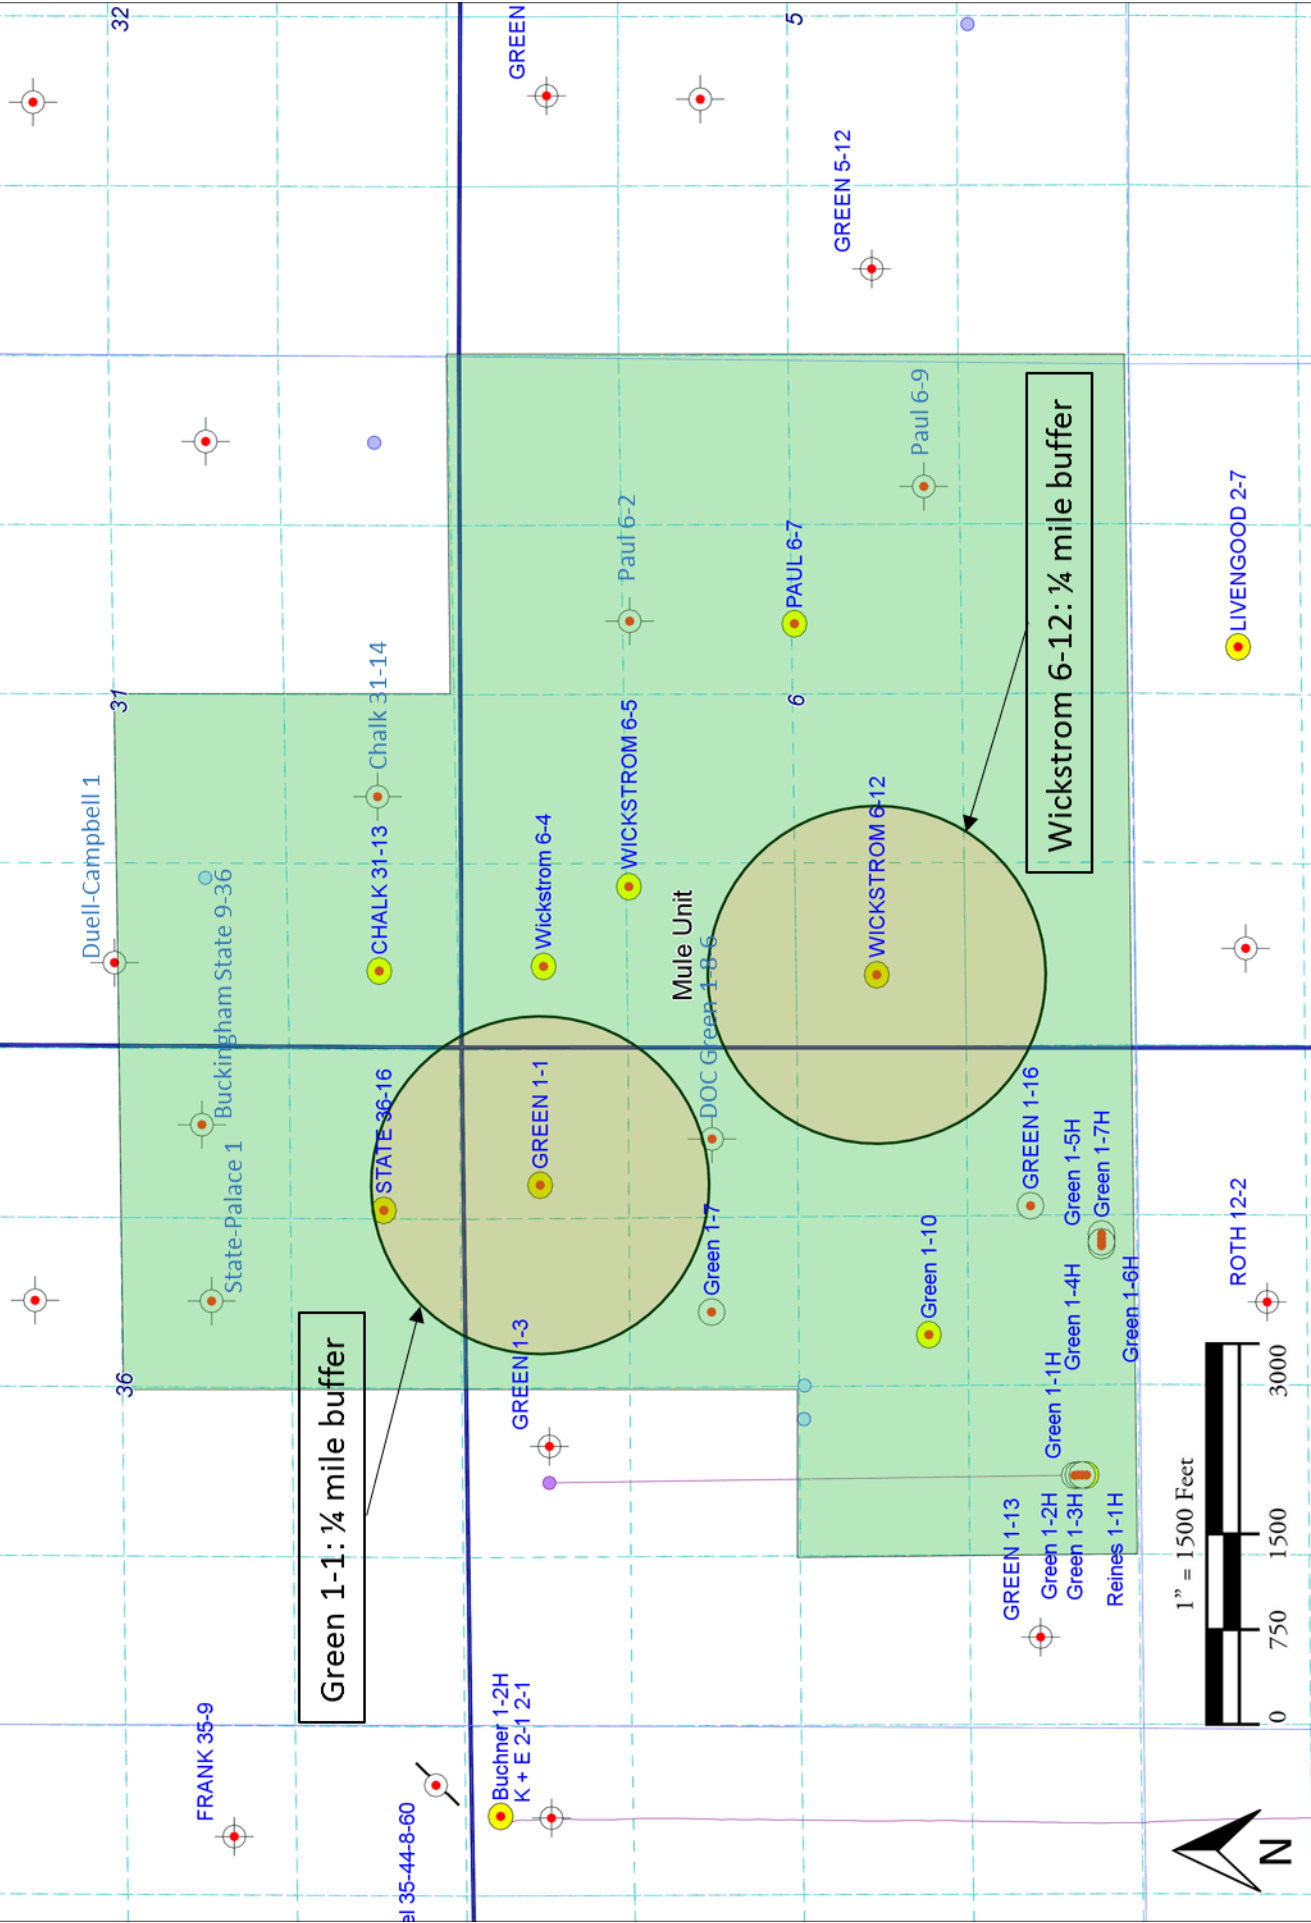 32
5
GREEN
GREEN 5-12
31
Duell-Campbell 1
Buckingham State 9-36
State-Palace 1
36
Chalk 31-14
CHALK 31-13
STATE 36-16
Paul 6-2
Paul 6-9
PAUL 6-7
6
WICKSTROM 6-5
Wickstrom 6-4
Mule Unit
WICKSTROM 6-12
Wickstrom 6-12: ¼ mile buffer
LIVENGOOD 2-7
GREEN 1-1
DOC Green 1-8-6
Green 1-7
GREEN 1-3
Green 1-1: ¼ mile buffer
GREEN 1-16
Green 1-5H
Green 1-7H
Green 1-10
Green 1-4H
Green 1-6H
Green 1-1H
GREEN 1-13
Green 1-2H
Green 1-3H
Reines 1-1H
ROTH 12-2
FRANK 35-9
el 35-44-8-60
Buchner 1-2H
K + E 2-1 2-1
1” = 1500 Feet
0 750 1500 3000
N